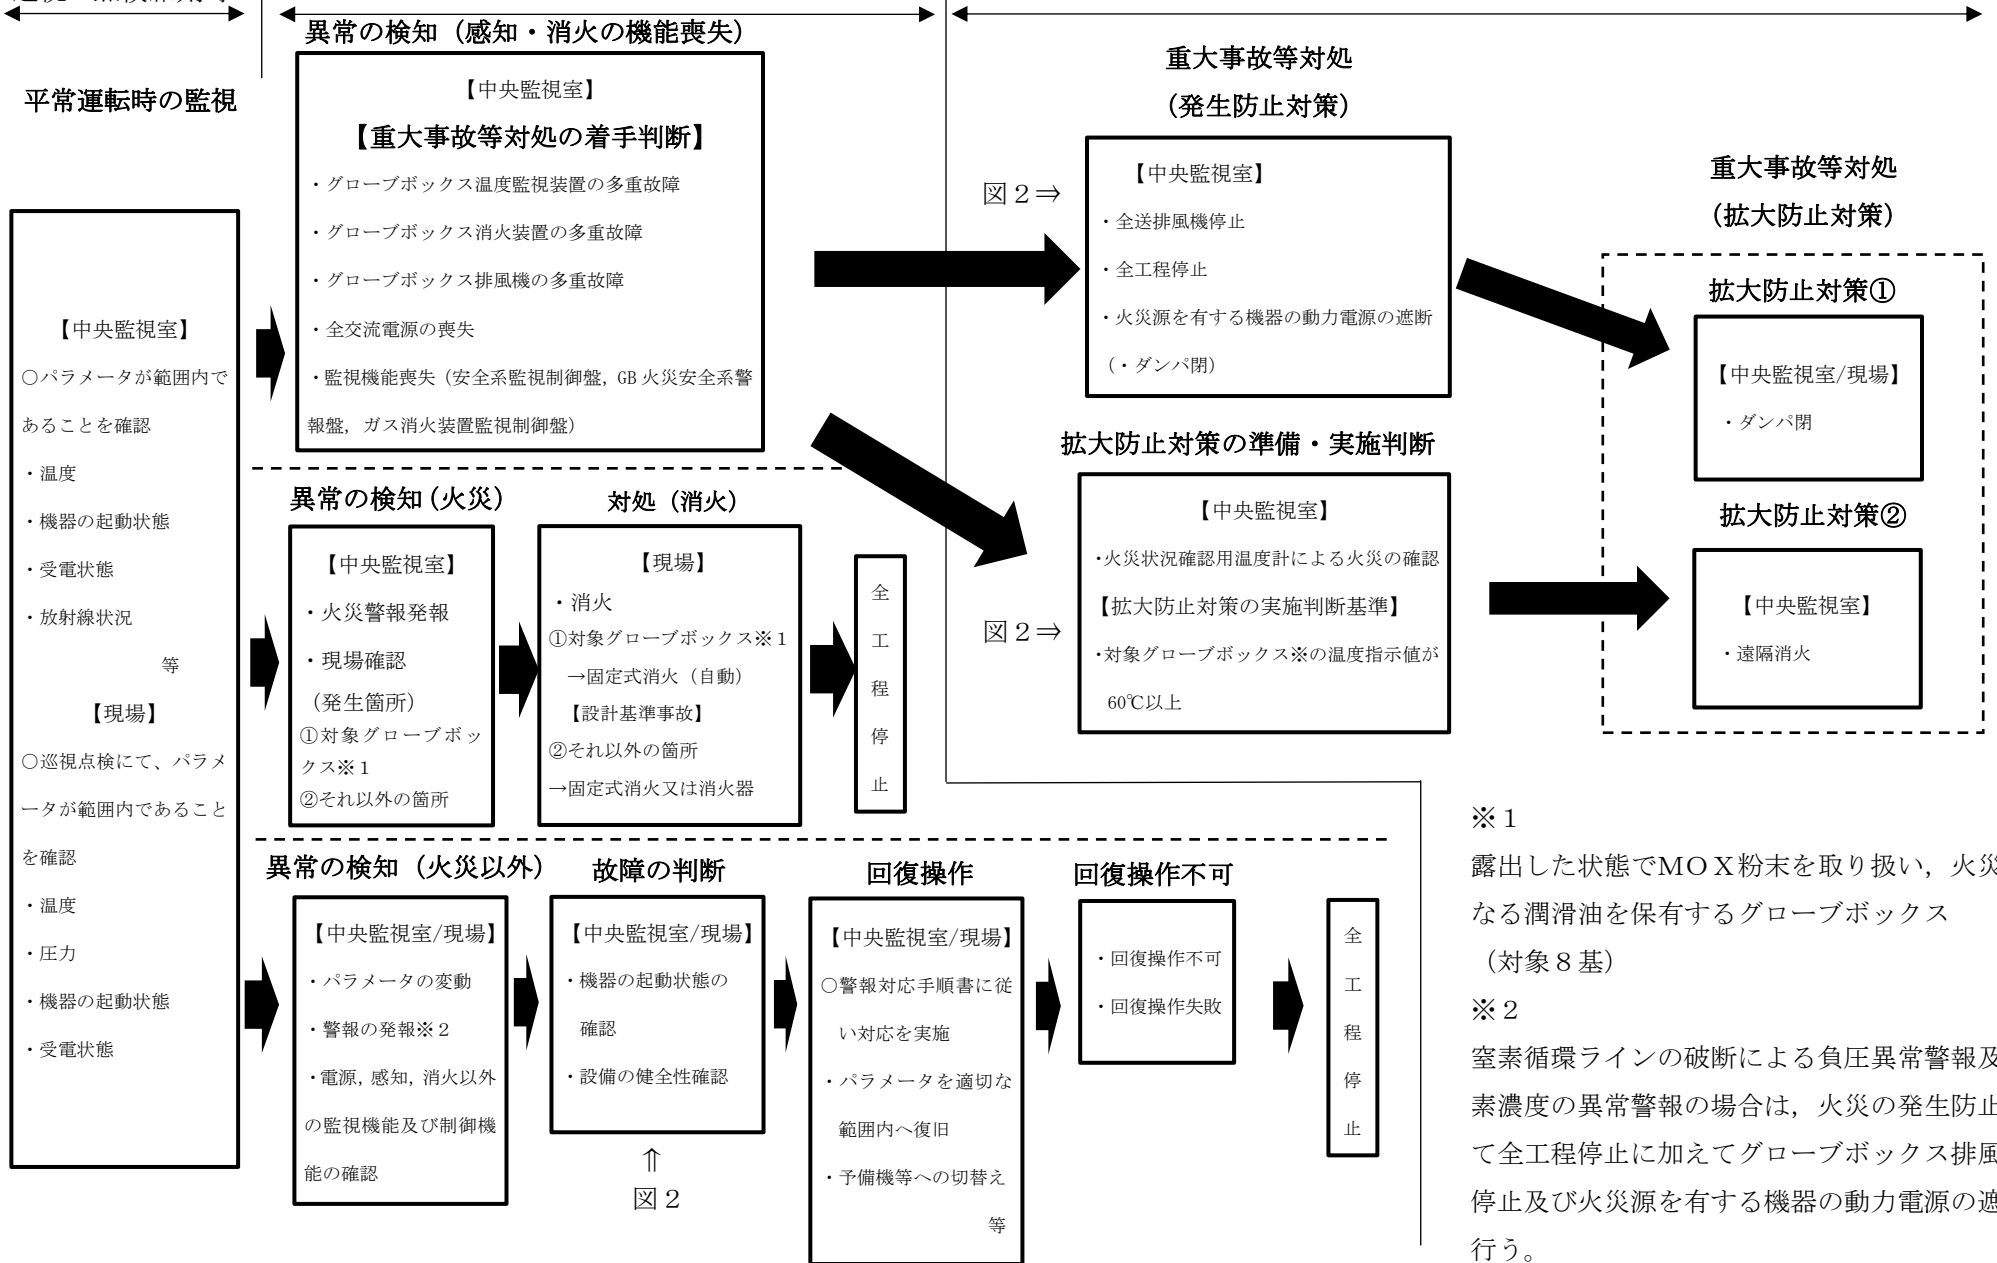 平常運転時の監視
【中央監視室】
○パラメータが範囲内で
あることを確認
・温度
・機器の起動状態
・受電状態
・放射線状況
等
【現場】
○巡視点検にて、パラメ
ータが範囲内であること
を確認
・温度
・圧力
・機器の起動状態
・受電状態
異常の検知（感知・消火の機能喪失）
【中央監視室】
【重大事故等対処の着手判断】
・グローブボックス温度監視装置の多重故障
・グローブボックス消火装置の多重故障
・グローブボックス排風機の多重故障
・全交流電源の喪失
・監視機能喪失（安全系監視制御盤，GB火災安全系警
報盤，ガス消火装置監視制御盤）
重大事故等対処
（発生防止対策）
図２⇒
【中央監視室】
・全送排風機停止
・全工程停止
・火災源を有する機器の動力電源の遮断
（・ダンパ閉）
拡大防止対策の準備・実施判断
図２⇒
【中央監視室】
・火災状況確認用温度計による火災の確認
【拡大防止対策の実施判断基準】
・対象グローブボックス※の温度指示値が
60℃以上
重大事故等対処
（拡大防止対策）
拡大防止対策①
【中央監視室/現場】
・ダンパ閉
拡大防止対策②
【中央監視室】
・遠隔消火
異常の検知（火災）
【中央監視室】
・火災警報発報
・現場確認
（発生箇所）
①対象グローブボッ
クス※１
②それ以外の箇所
対処（消火）
【現場】
・消火
①対象グローブボックス※１
→固定式消火（自動）
【設計基準事故】
②それ以外の箇所
→固定式消火又は消火器
全
工
程
停
止
異常の検知（火災以外）
【中央監視室/現場】
・パラメータの変動
・警報の発報※２
・電源，感知，消火以外
の監視機能及び制御機
能の確認
故障の判断
【中央監視室/現場】
・機器の起動状態の
確認
・設備の健全性確認
⇑
図２
回復操作
【中央監視室/現場】
○警報対応手順書に従
い対応を実施
・パラメータを適切な
範囲内へ復旧
・予備機等への切替え
等
回復操作不可
・回復操作不可
・回復操作失敗
全
工
程
停
止
※１
露出した状態でＭＯＸ粉末を取り扱い，火災
なる潤滑油を保有するグローブボックス
（対象８基）
※２
窒素循環ラインの破断による負圧異常警報及
素濃度の異常警報の場合は，火災の発生防止
て全工程停止に加えてグローブボックス排風
停止及び火災源を有する機器の動力電源の遮
行う。